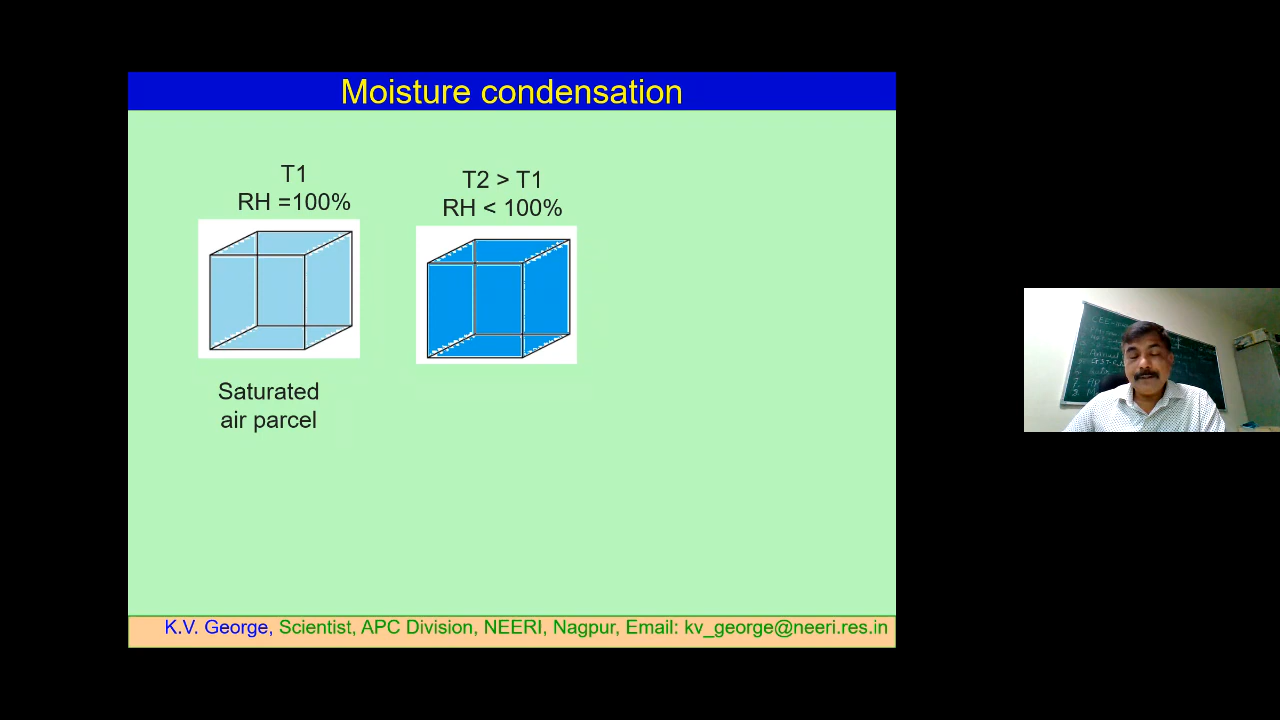 Moisture condensation
T1
RH =100%
T2 > T1
RH < 100%
Saturated
air parcel
K.V. George, Scientist, APC Division, NEERI, Nagpur, Email: kv_george@neeri.res.in